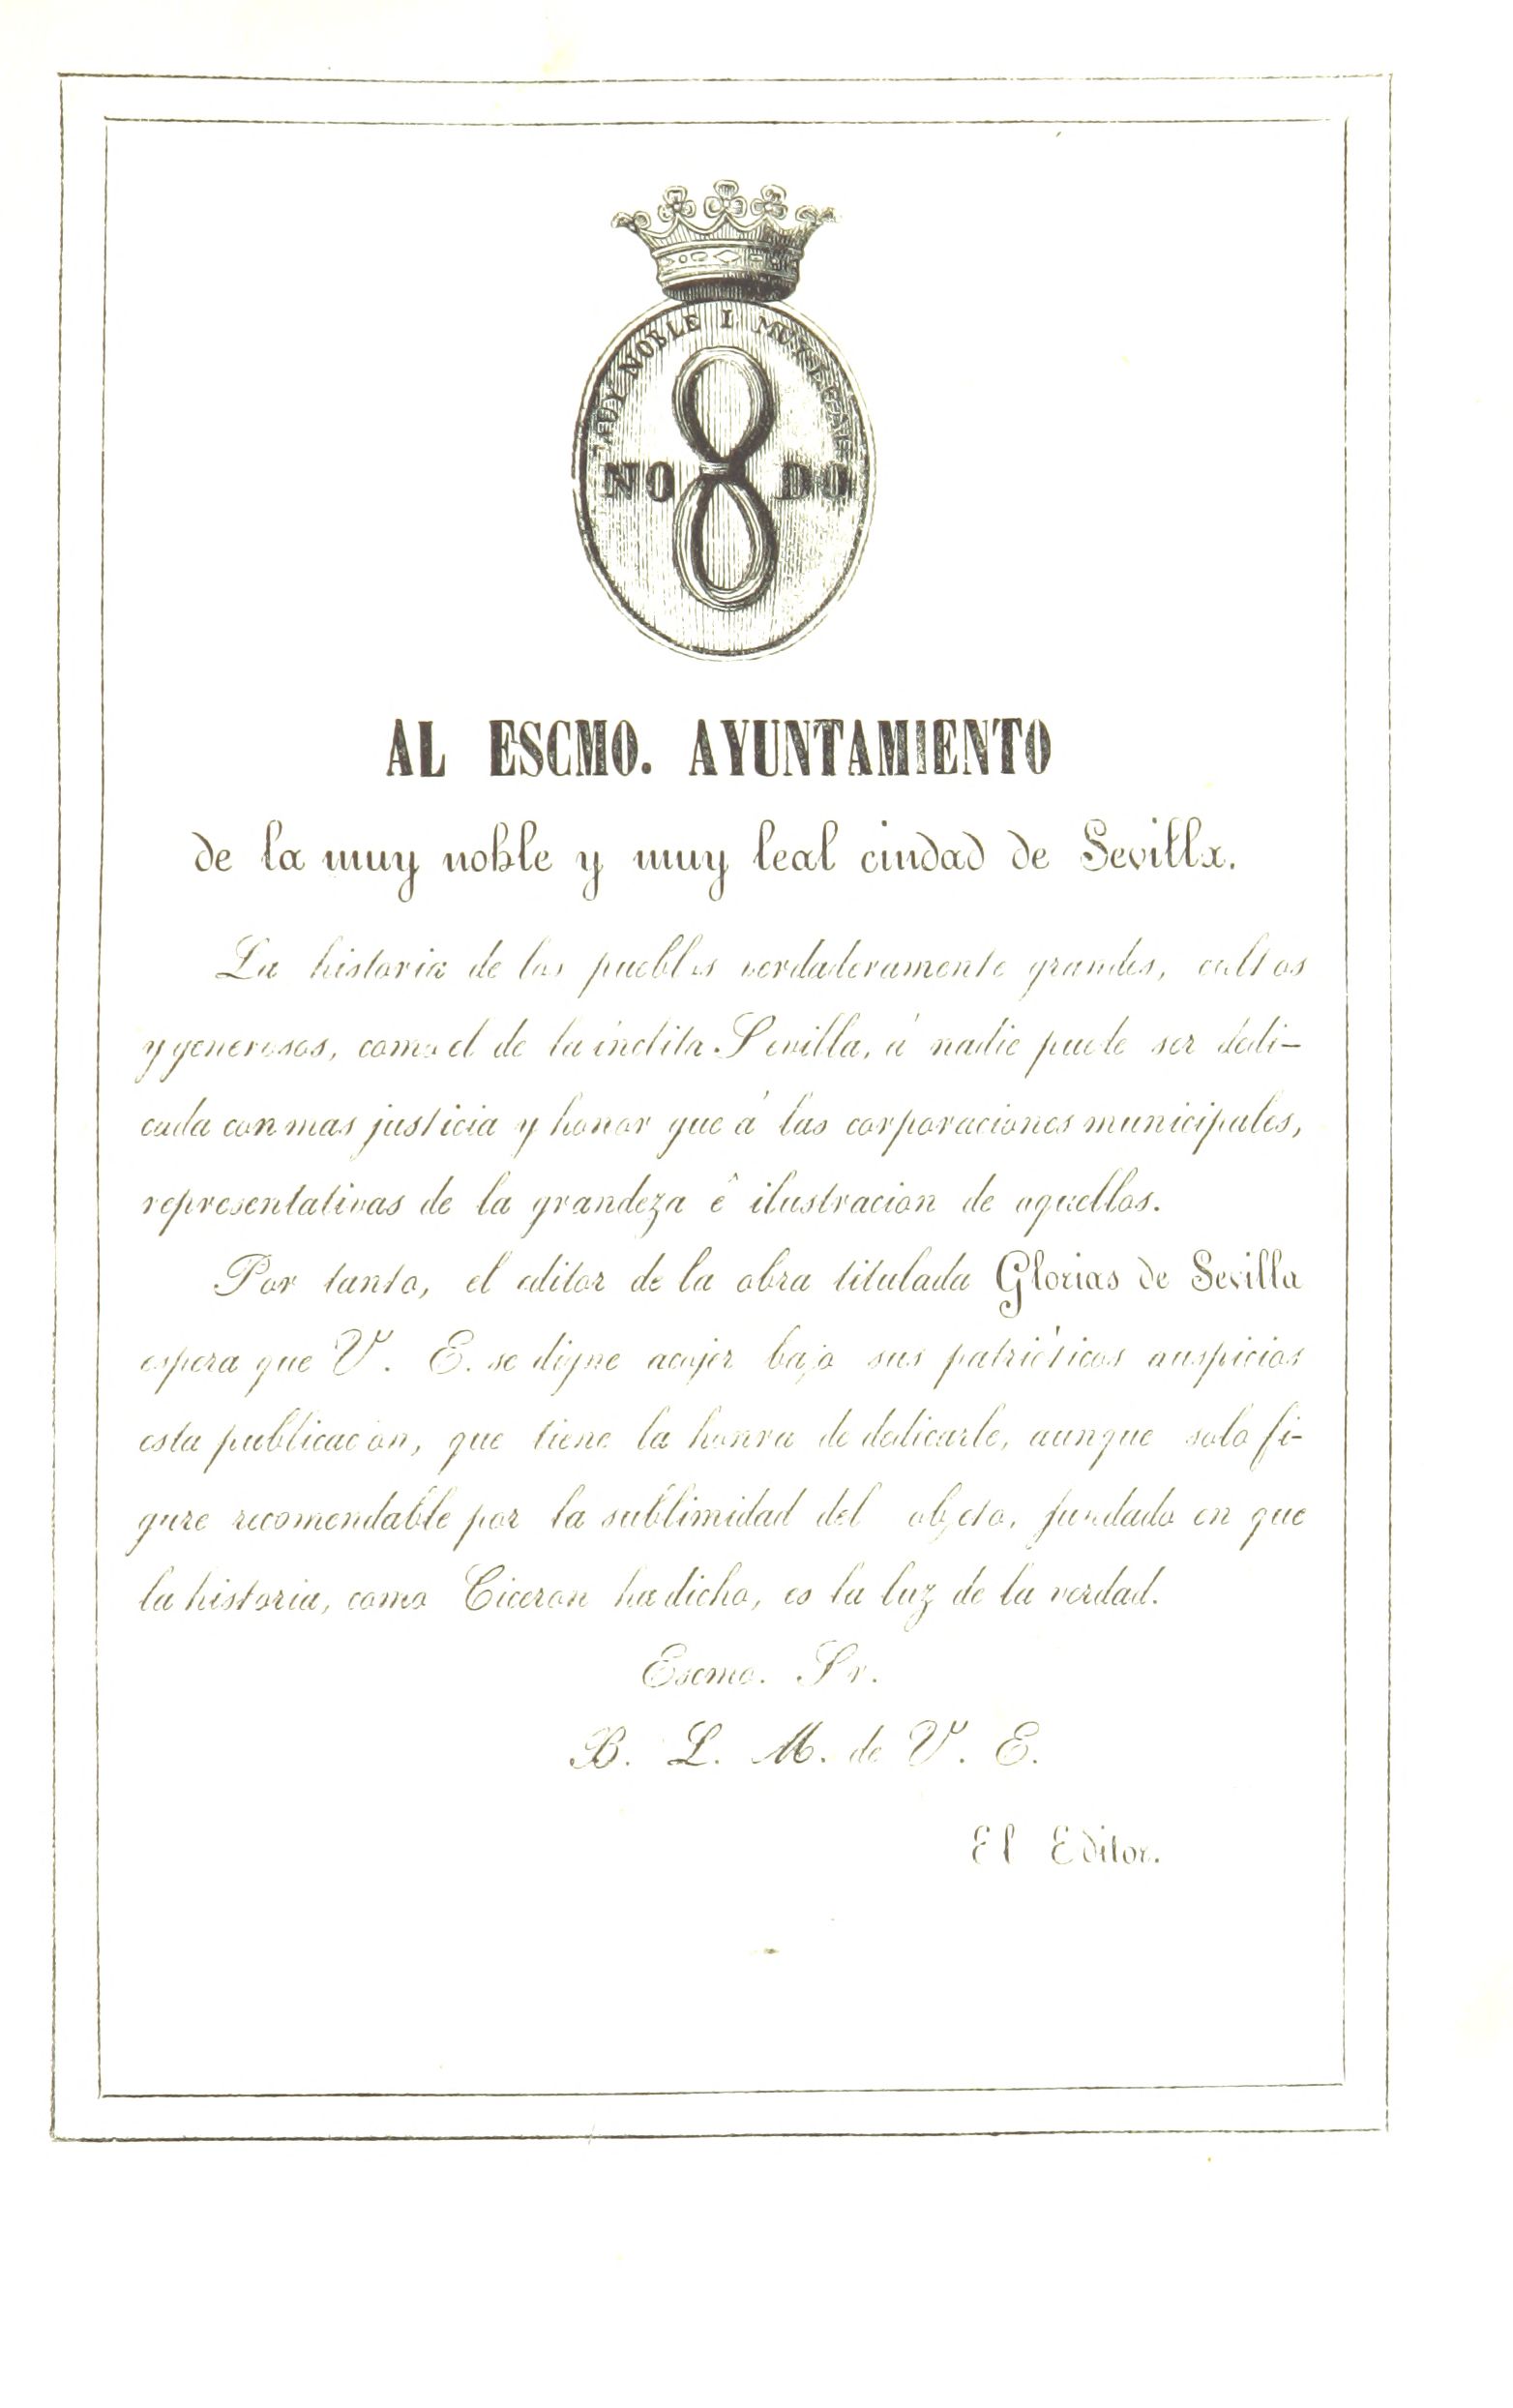 MUY NOBLE I MUY LEAL
NO 8 DO
AL ESCMO. AYUNTAMIENTO
de la muy noble y muy leal ciudad de Sevilla.
La historia de los pueblos verdaderamente grandes, cultos
y generosos, como el de la ínclita Sevilla, á nadie puede ser dedi-
cada con mas justicia y honor que á las corporaciones municipales,
representativas de la grandeza é ilustracion de aquellos.
Por tanto, el editor de la obra titulada Glorias de Sevilla
espera que V. E. se digne acojer bajo sus patrióticos auspicios
esta publicacion, que tiene la honra de dedicarle, aunque solo fi-
gure recomendable por la sublimidad del objeto, fundado en que
la historia, como Ciceron ha dicho, es la luz de la verdad.
Escmo. Sr.
B. L. M. de V. E.
El Editor.